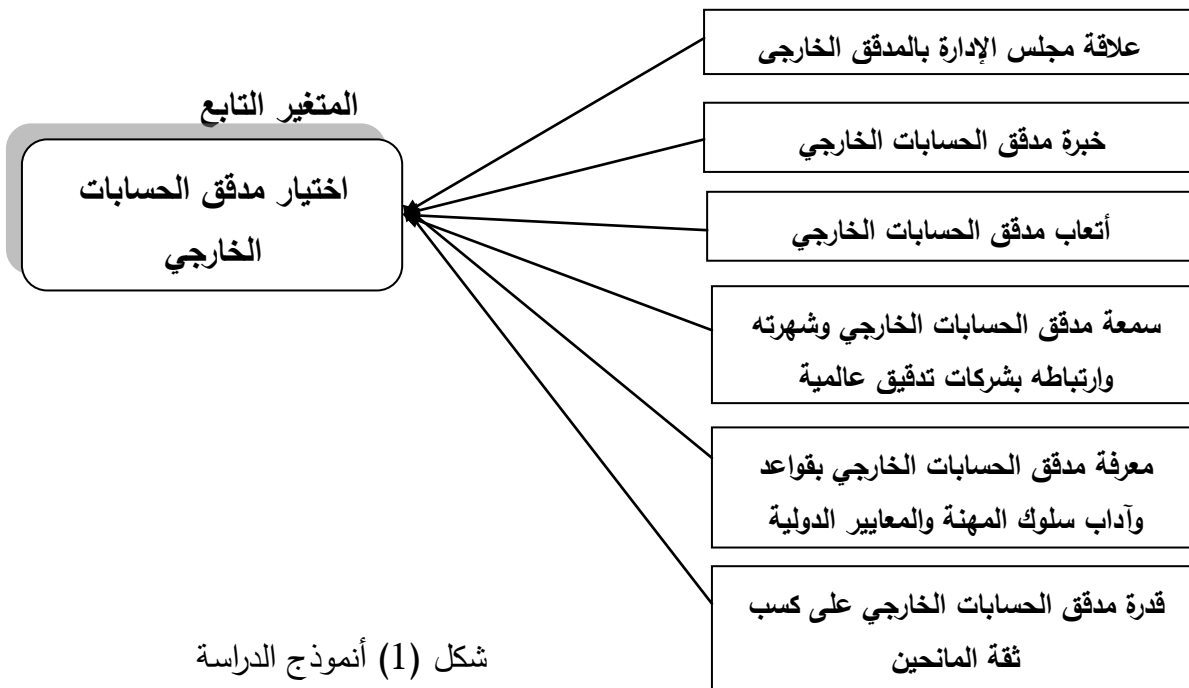 علاقة مجلس الإدارة بالمدقق الخارجي
المتغير التابع
خبرة مدقق الحسابات الخارجي
اختيار مدقق الحسابات
الخارجي
أتعاب مدقق الحسابات الخارجي
سمعة مدقق الحسابات الخارجي وشهرته
وارتباطه بشركات تدقيق عالمية
معرفة مدقق الحسابات الخارجي بقواعد
وآداب سلوك المهنة والمعايير الدولية
قدرة مدقق الحسابات الخارجي على كسب
ثقة المانحين
شكل (1) أنموذج الدراسة